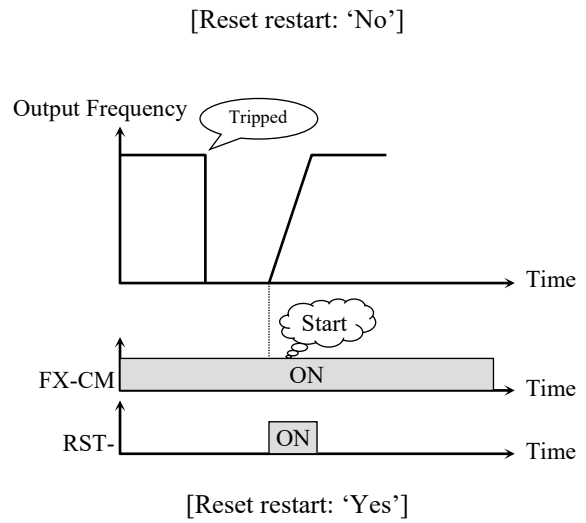 [Reset restart: ‘No’]
Output Frequency
Tripped
Time
Start
FX-CM
ON
Time
RST-
ON
Time
[Reset restart: ‘Yes’]